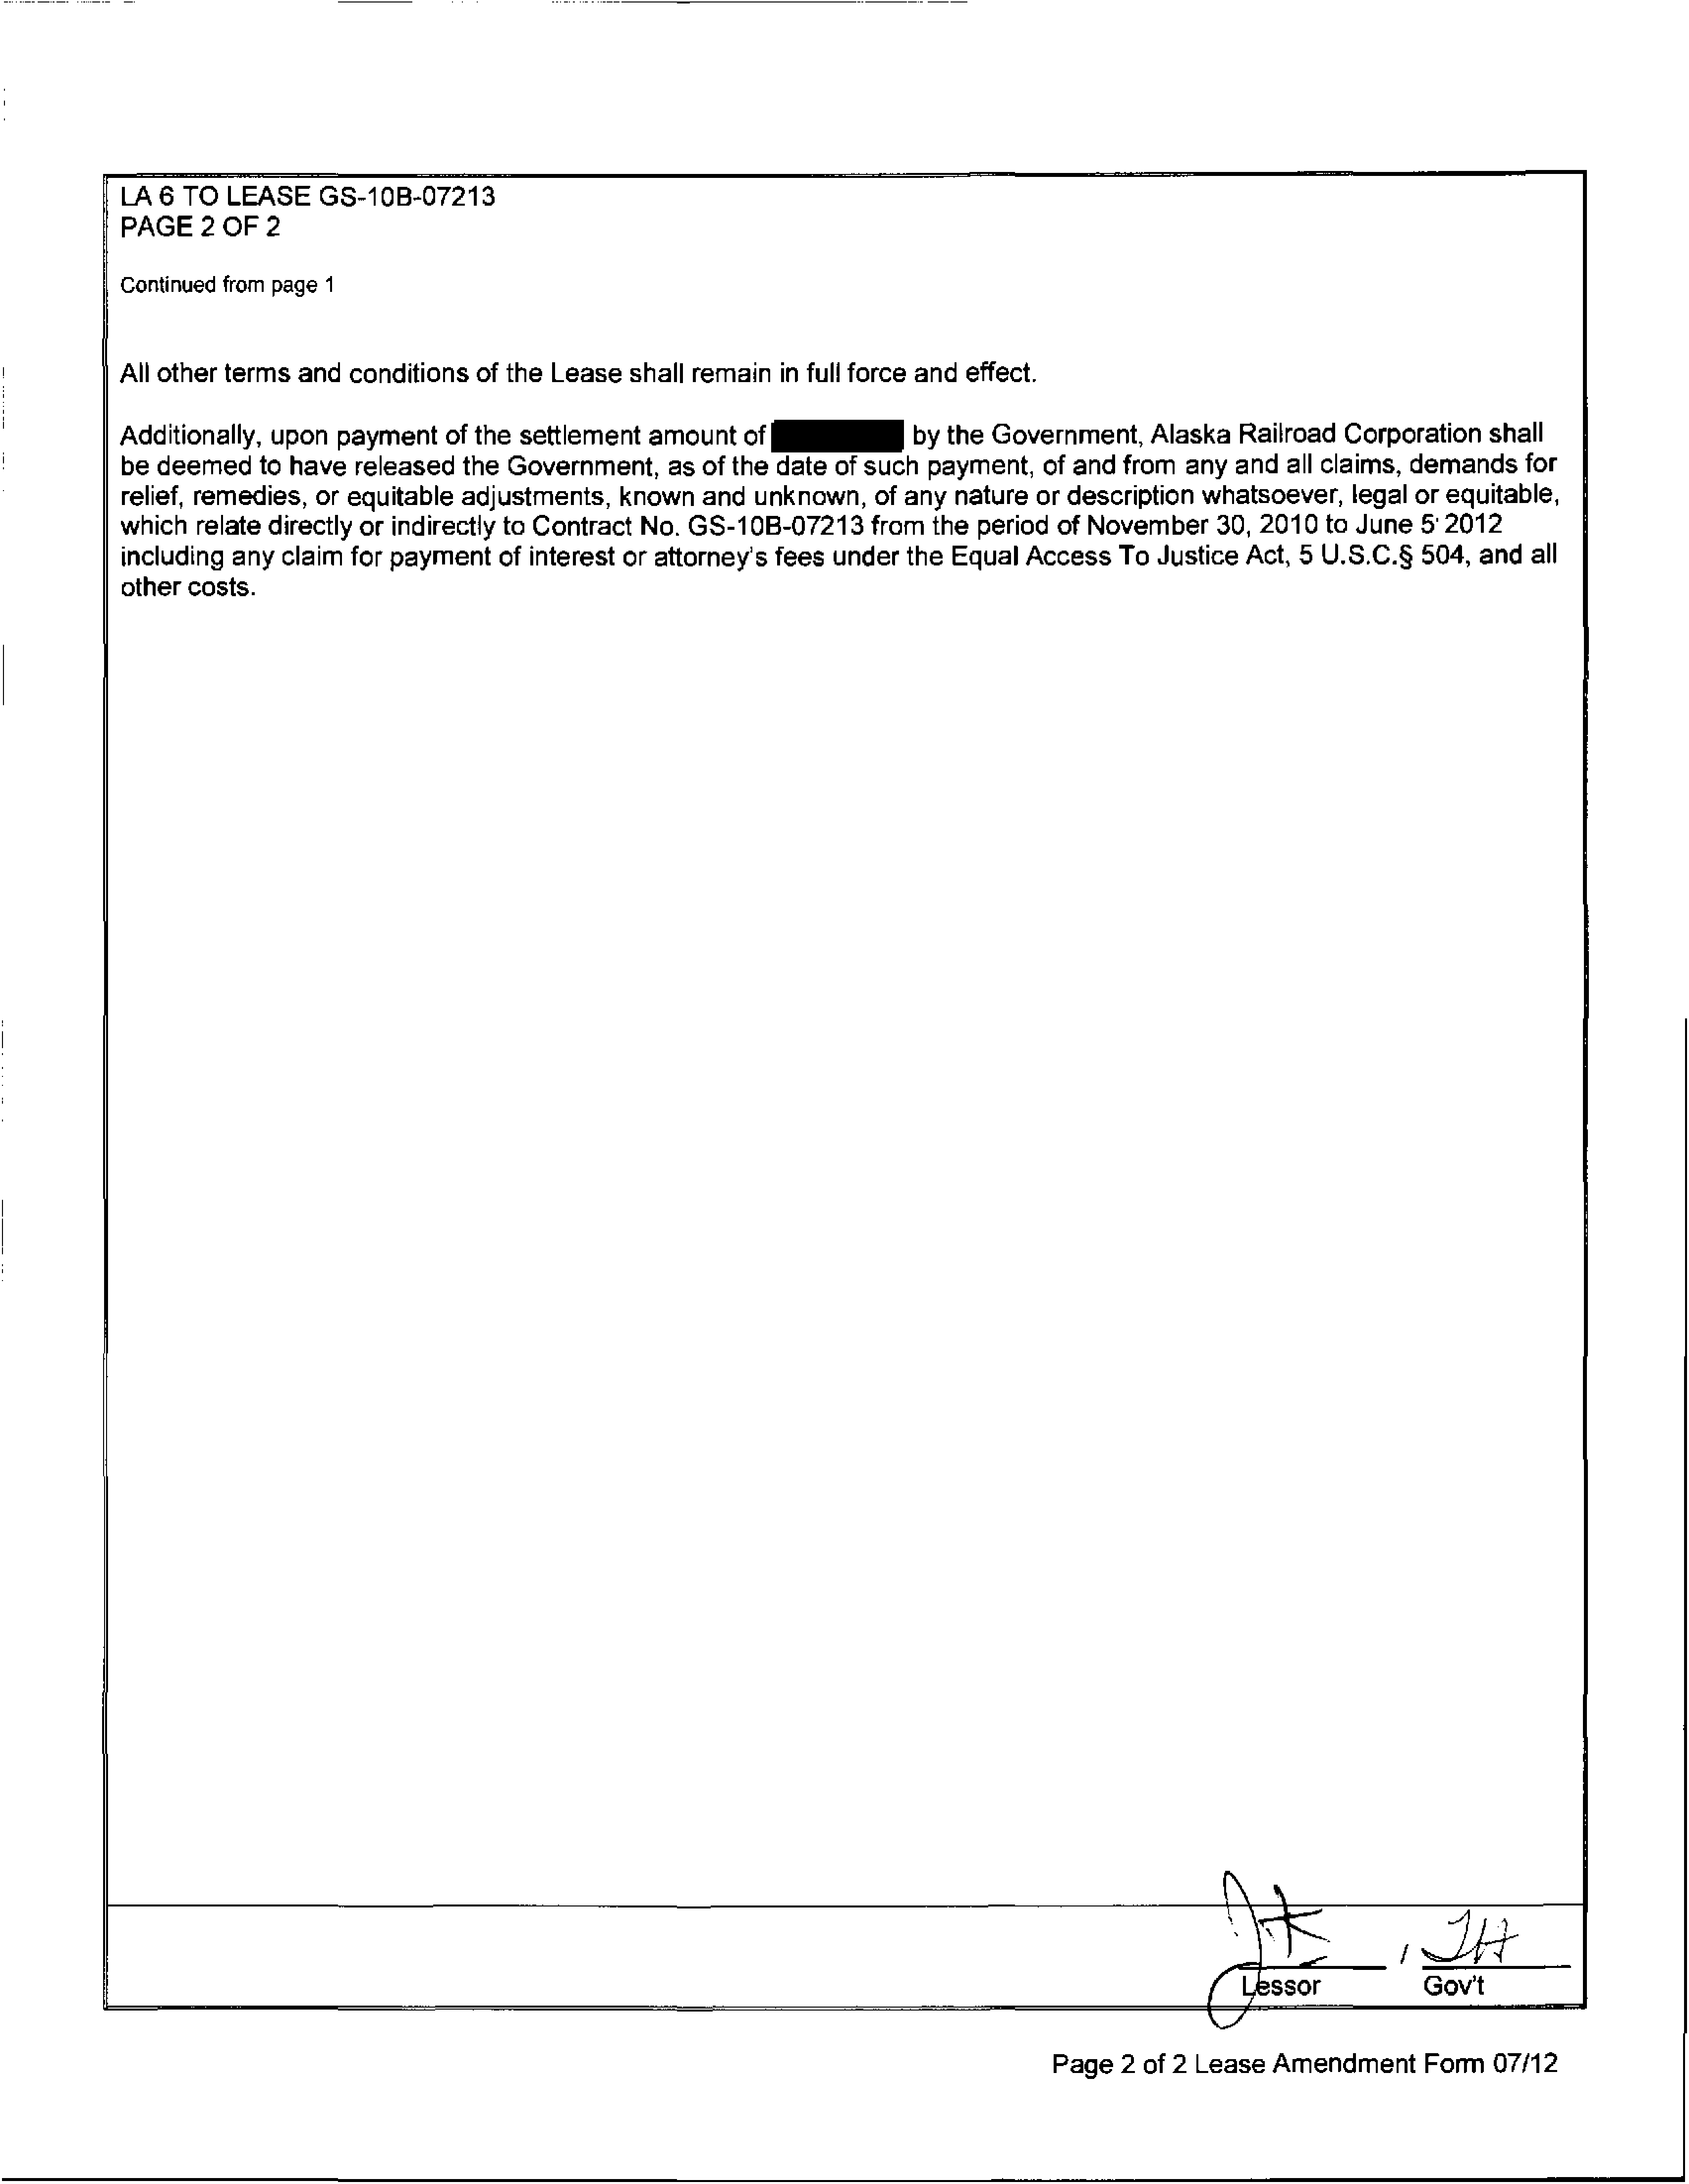 LA 6 TO LEASE GS-10B-07213
PAGE 2 OF 2
Continued from page 1
All other terms and conditions of the Lease shall remain in full force and effect.
Additionally, upon payment of the settlement amount of by the Government, Alaska Railroad Corporation shall
be deemed to have released the Government, as of the date of such payment, of and from any and all claims, demands for
relief, remedies, or equitable adjustments, known and unknown, of any nature or description whatsoever, legal or equitable,
which relate directly or indirectly to Contract No. GS-10B-07213 from the period of November 30, 2010 to June 5' 2012
including any claim for payment of interest or attorney's fees under the Equal Access To Justice Act, 5 U.S.C.§ 504, and all
other costs.
Lessor Gov't
Page 2 of 2 Lease Amendment Form 07/12